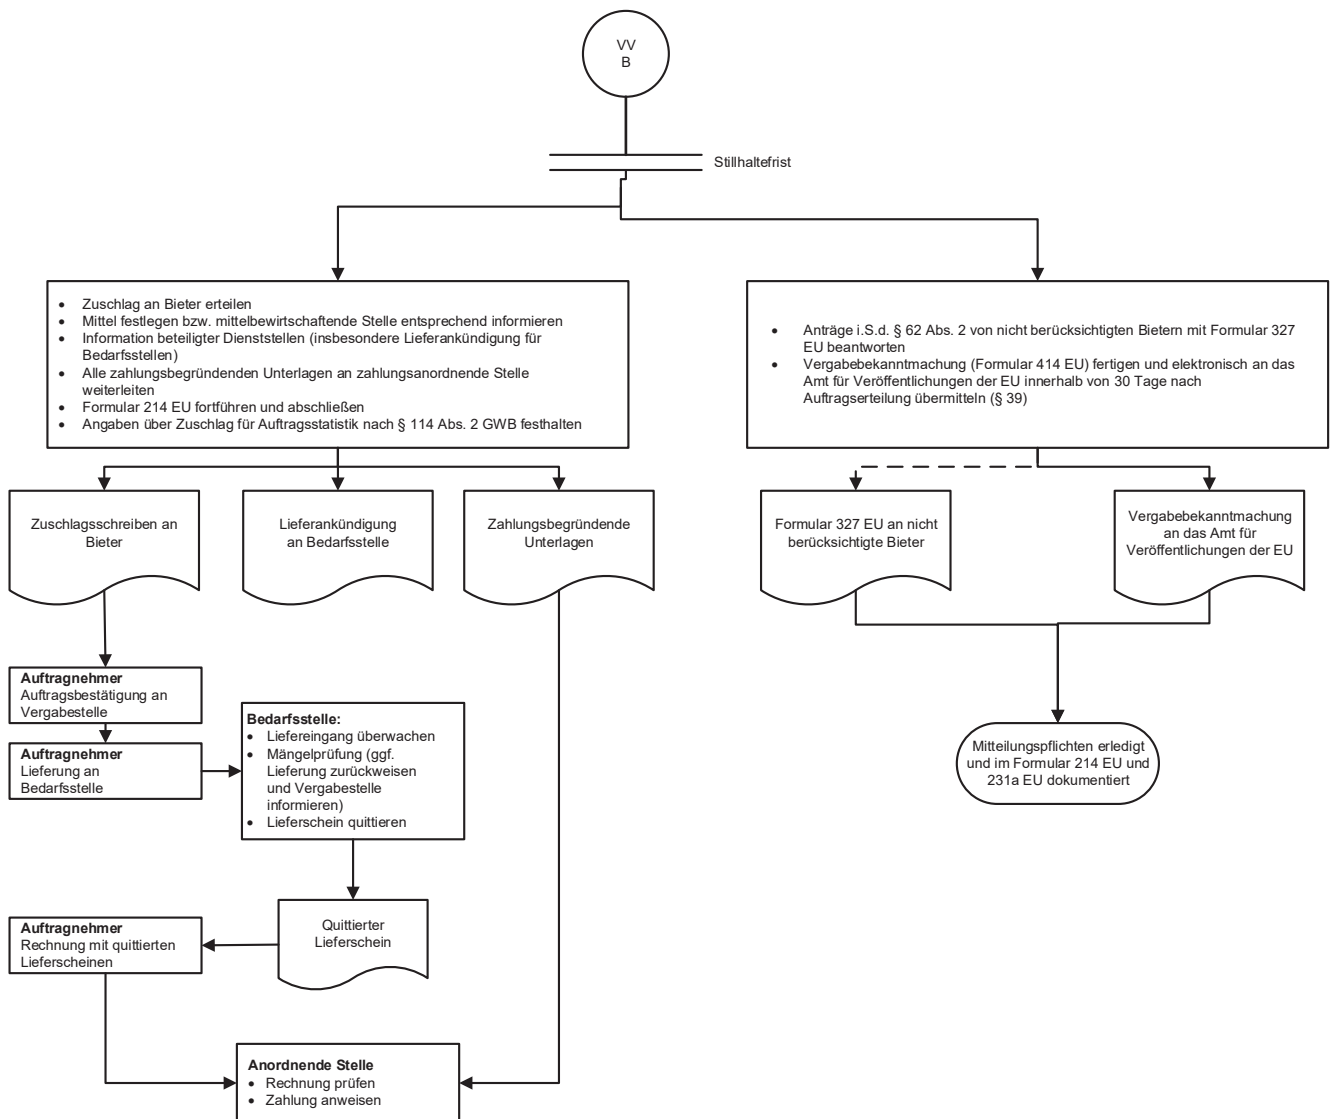 VV
B
Stillhaltefrist
• Zuschlag an Bieter erteilen
• Mittel festlegen bzw. mittelbewirtschaftende Stelle entsprechend informieren
• Information beteiligter Dienststellen (insbesondere Lieferankündigung für
Bedarfsstellen)
• Alle zahlungsbegründenden Unterlagen an zahlungsanordnende Stelle
weiterleiten
• Formular 214 EU fortführen und abschließen
• Angaben über Zuschlag für Auftragsstatistik nach § 114 Abs. 2 GWB festhalten
• Anträge i.S.d. § 62 Abs. 2 von nicht berücksichtigten Bietern mit Formular 327
EU beantworten
• Vergabebekanntmachung (Formular 414 EU) fertigen und elektronisch an das
Amt für Veröffentlichungen der EU innerhalb von 30 Tage nach
Auftragserteilung übermitteln (§ 39)
Zuschlagsschreiben an
Bieter
Lieferankündigung
an Bedarfsstelle
Zahlungsbegründende
Unterlagen
Formular 327 EU an nicht
berücksichtigte Bieter
Vergabebekanntmachung
an das Amt für
Veröffentlichungen der EU
Auftragnehmer
Auftragsbestätigung an
Vergabestelle
Auftragnehmer
Lieferung an
Bedarfsstelle
Bedarfsstelle:
• Liefereingang überwachen
• Mängelprüfung (ggf.
Lieferung zurückweisen
und Vergabestelle
informieren)
• Lieferschein quittieren
Mitteilungspflichten erledigt
und im Formular 214 EU und
231a EU dokumentiert
Quittierter
Lieferschein
Auftragnehmer
Rechnung mit quittierten
Lieferscheinen
Anordnende Stelle
• Rechnung prüfen
• Zahlung anweisen